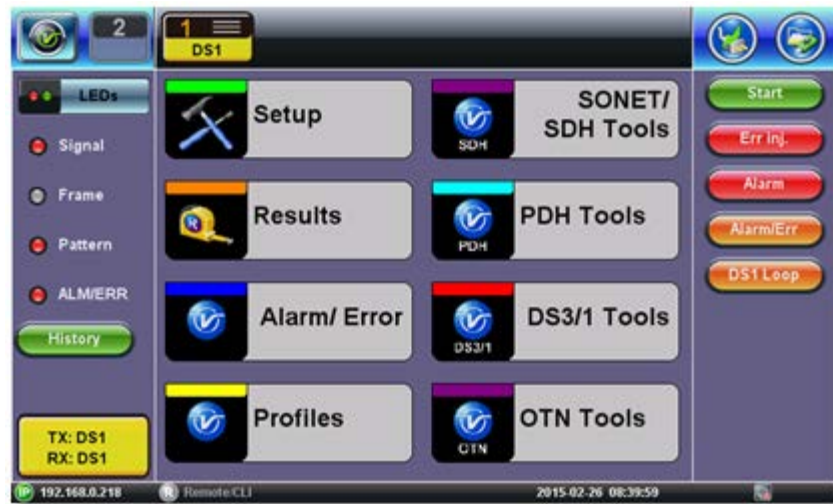 2
1
DS1
LEDs
Signal
Frame
Pattern
ALM/ERR
History
TX: DS1
RX: DS1
Setup
SONET/
SDH Tools
SDH
Results
PDH Tools
PDH
Alarm/ Error
DS3/1 Tools
DS3/1
Profiles
OTN Tools
OTN
Start
Err Inj.
Alarm
Alarm/Err
DS1 Loop
IP 192.168.0.218
R Remote/CLI
2015-02-26 08:39:59